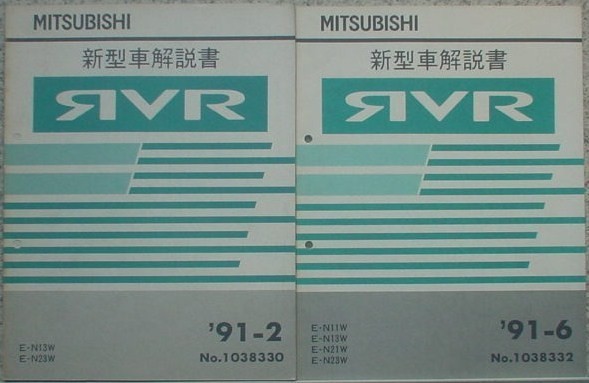 MITSUBISHI
新型車解説書
RVR
'91-2
E-N13W
E-N23W
No.1038330
MITSUBISHI
新型車解説書
RVR
'91-6
E-N11W
E-N13W
E-N21W
E-N23W
No.1038332